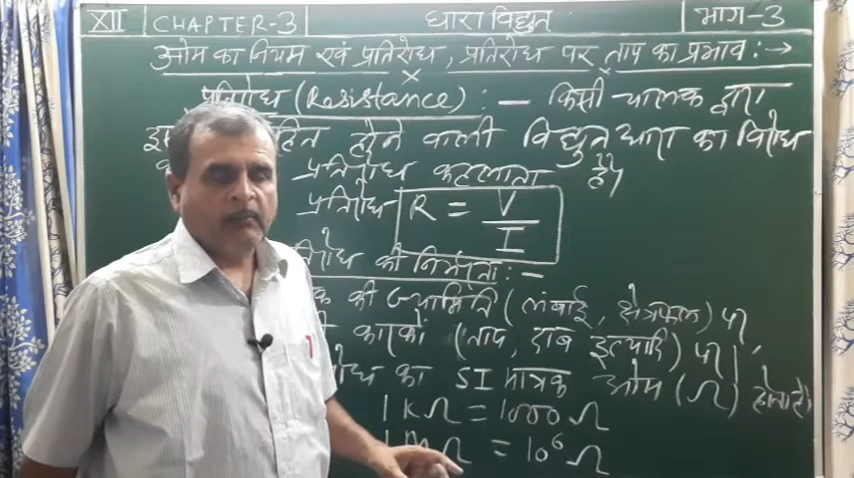 XII CHAPTER-3 धारा विद्युत भाग-3
ओम का नियम एवं प्रतिरोध, प्रतिरोध पर ताप का प्रभाव :→
प्रतिरोध (Resistance) :— किसी चालक द्वारा
होने वाली विद्युत धारा का विरोध
प्रतिरोध कहलाता है।
प्रतिरोध R = V/I
की निर्भरता :—
की ज्यामिति (लंबाई, क्षेत्रफल) पर
कारकों (ताप, दाब इत्यादि) पर,
का SI मात्रक ओम (Ω) होता है।
1 KΩ = 1000 Ω
1 MΩ = 10⁶ Ω